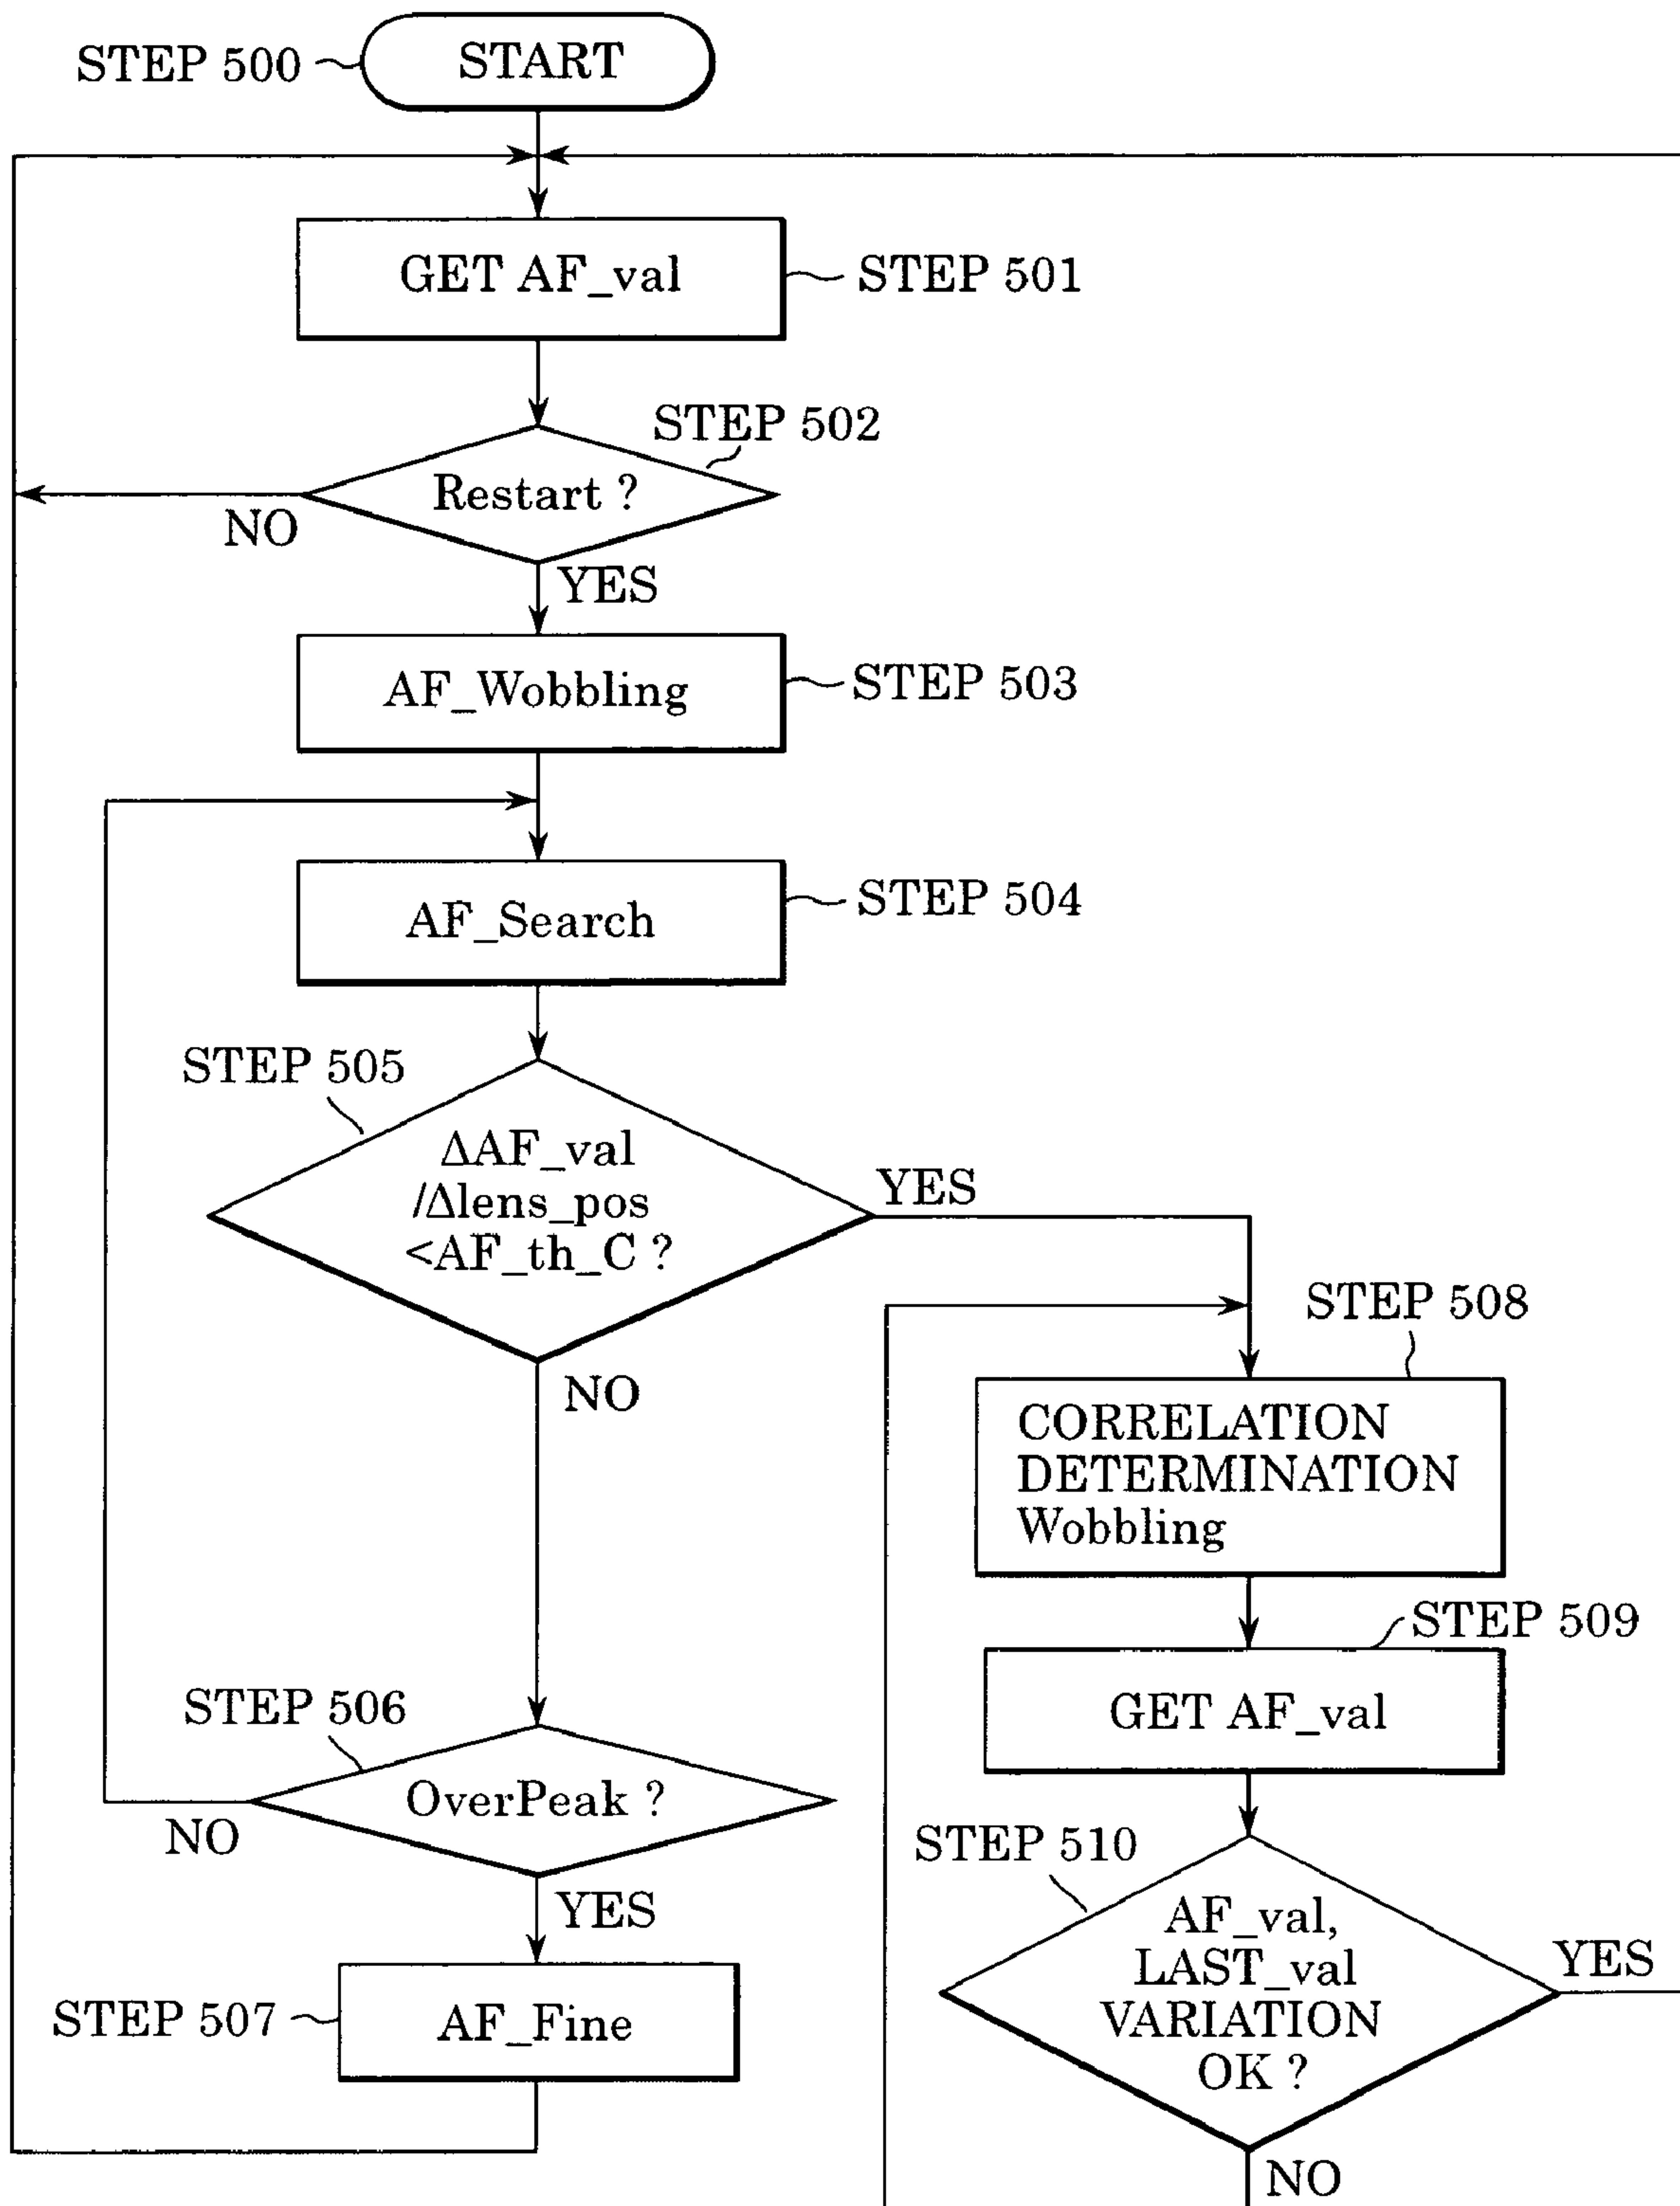 STEP 500
START
GET AF_val
STEP 501
STEP 502
Restart ?
NO
YES
AF_Wobbling
STEP 503
AF_Search
STEP 504
STEP 505
ΔAF_val
/Δlens_pos
<AF_th_C ?
YES
NO
STEP 506
OverPeak ?
NO
YES
STEP 507
AF_Fine
STEP 508
CORRELATION
DETERMINATION
Wobbling
STEP 509
GET AF_val
STEP 510
AF_val,
LAST_val
VARIATION
OK ?
YES
NO